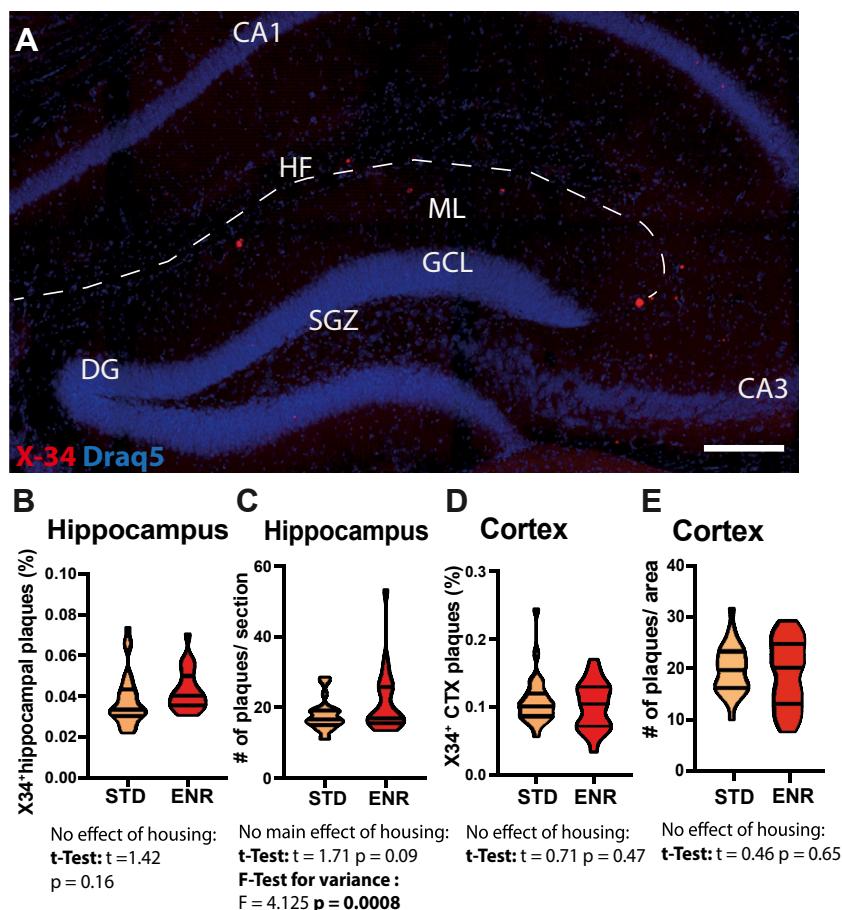 A
CA1
HF
ML
GCL
SGZ
DG
CA3
X-34 Draq5
B
Hippocampus
X34+hippocampal plaques (%)
0.10
0.08
0.06
0.04
0.02
0.00
STD ENR
No effect of housing:
t-Test: t =1.42
p = 0.16
C
Hippocampus
# of plaques/ section
60
40
20
0
STD ENR
No main effect of housing:
t-Test: t = 1.71 p = 0.09
F-Test for variance :
F = 4.125 p = 0.0008
D
Cortex
X34+ CTX plaques (%)
0.3
0.2
0.1
0.0
STD ENR
No effect of housing:
t-Test: t = 0.71 p = 0.47
E
Cortex
# of plaques/ area
40
30
20
10
0
STD ENR
No effect of housing:
t-Test: t = 0.46 p = 0.65